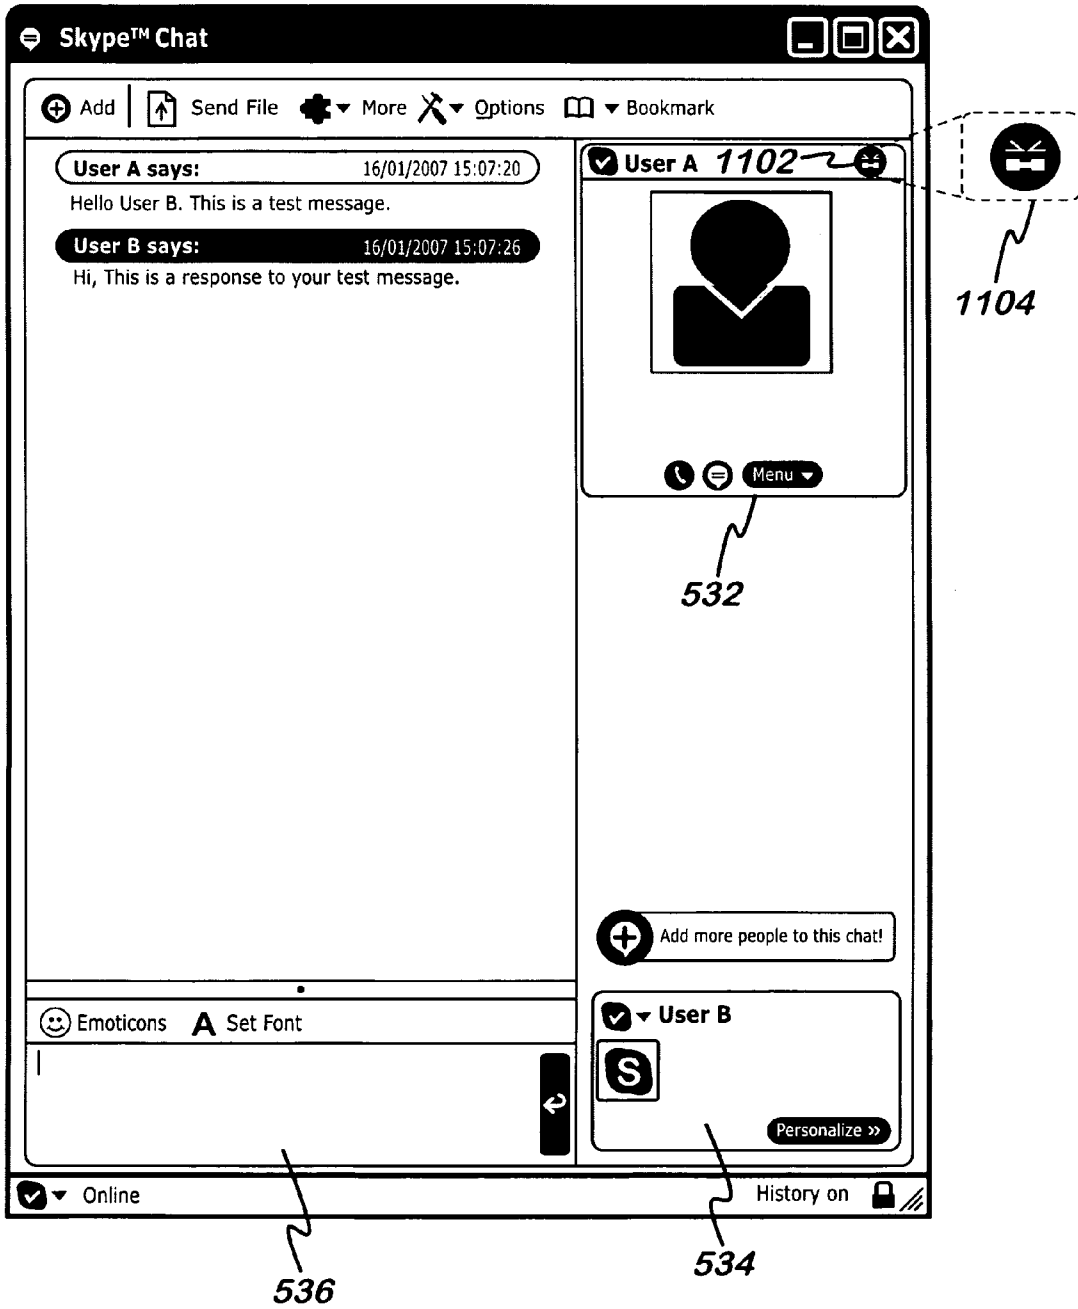 Skype™ Chat
Add Send File More Options Bookmark
User A says: 16/01/2007 15:07:20
Hello User B. This is a test message.
User B says: 16/01/2007 15:07:26
Hi, This is a response to your test message.
User A 1102
1104
Menu
532
Add more people to this chat!
Emoticons A Set Font
User B
S
Personalize »
Online History on
536
534